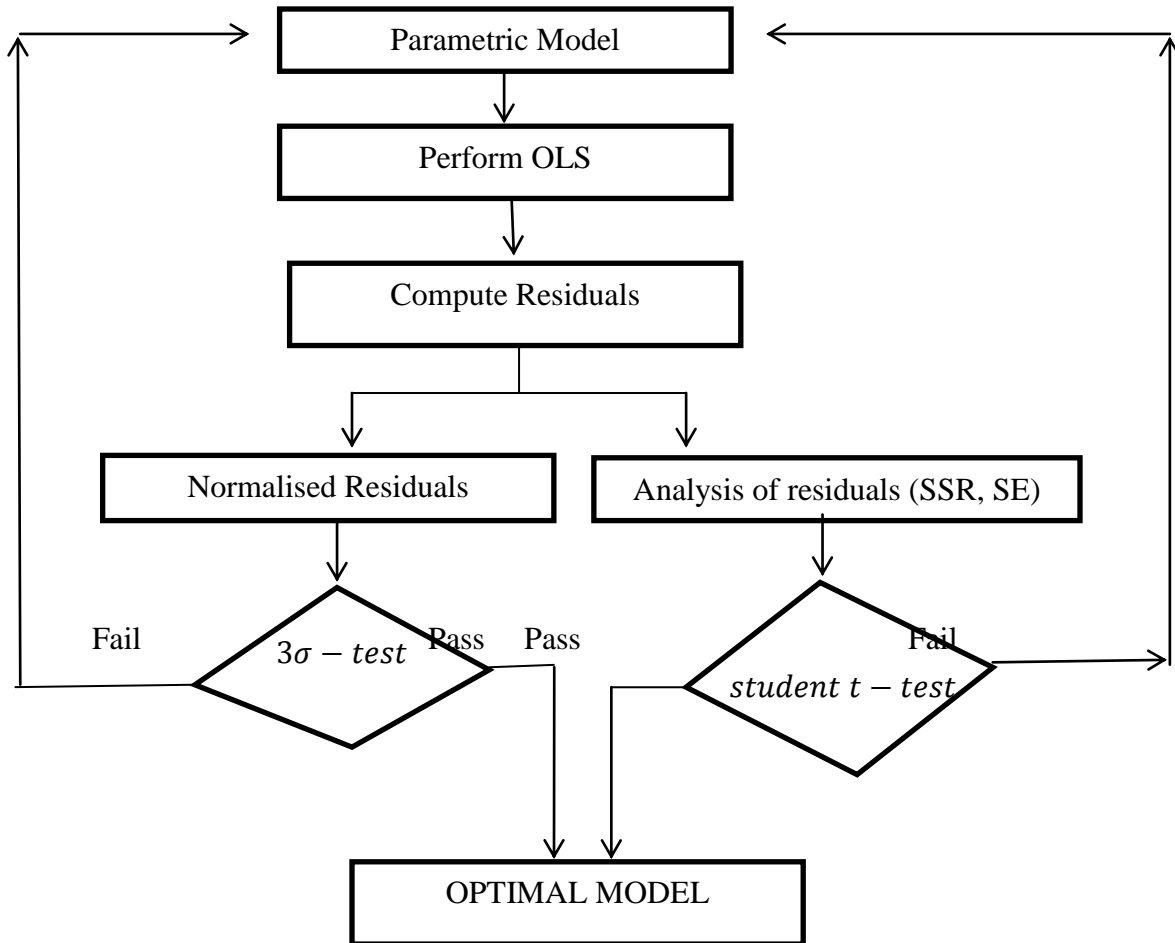 Parametric Model
Perform OLS
Compute Residuals
Normalised Residuals
Analysis of residuals (SSR, SE)
Fail
3σ − test
Pass
Pass
Fail
student t − test
OPTIMAL MODEL